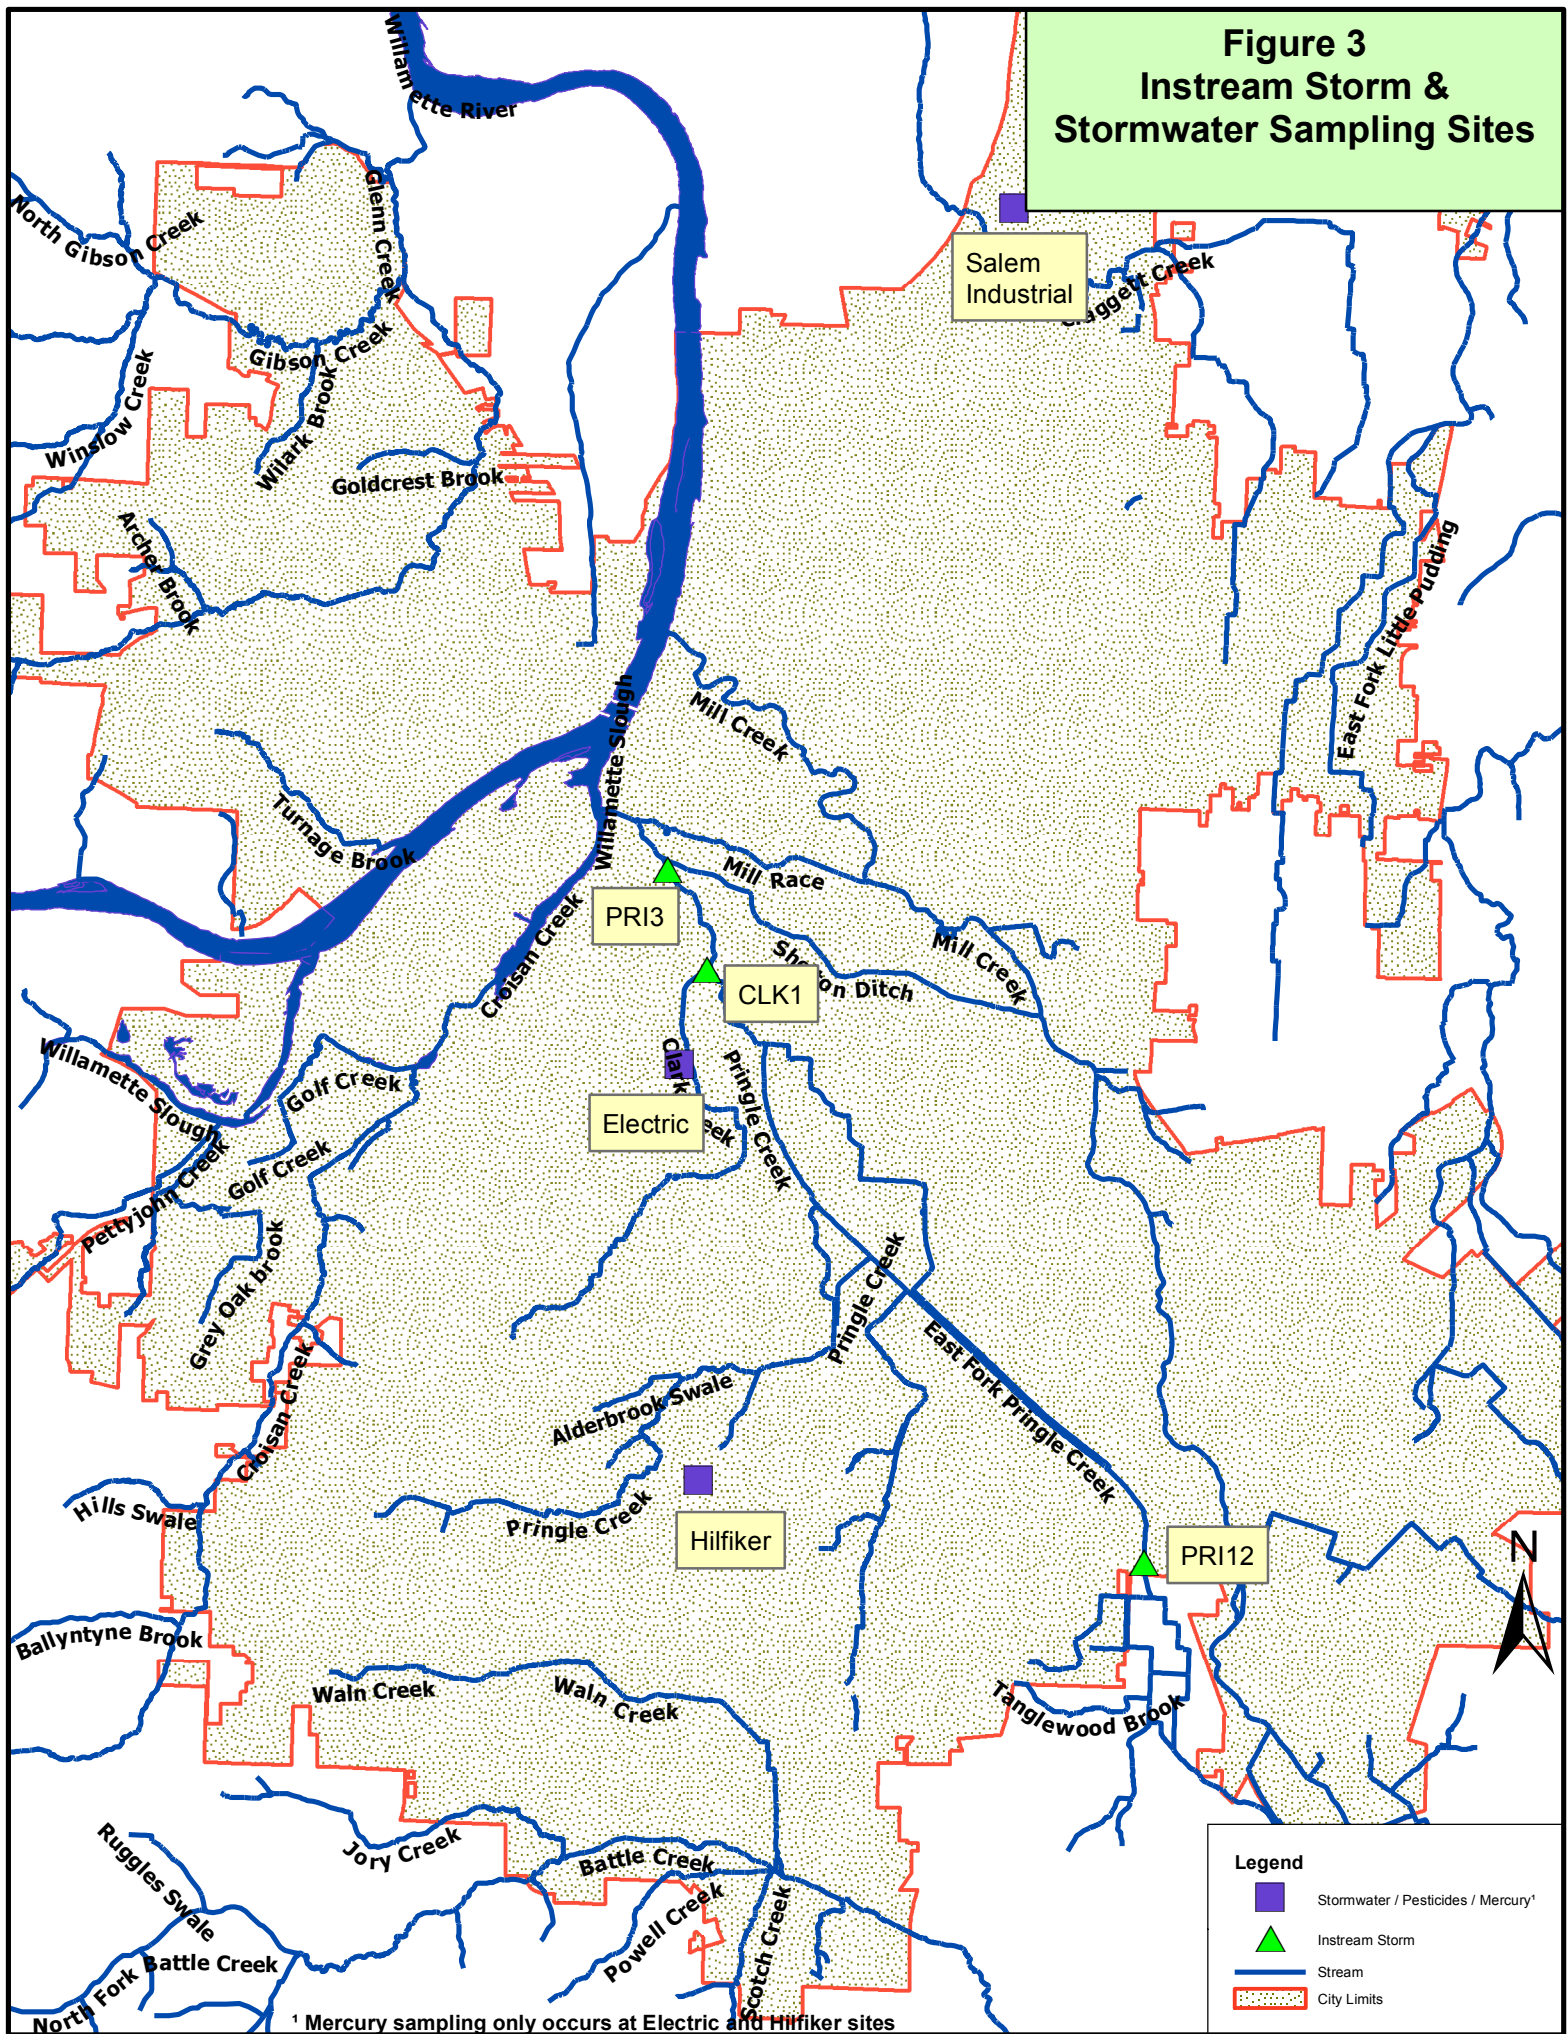 Figure 3
Instream Storm &
Stormwater Sampling Sites
Willamette River
Glenn Creek
North Gibson Creek
Salem
Industrial
Claggett Creek
Gibson Creek
Winslow Creek
Wilark Brook
Goldcrest Brook
Archer Brook
East Fork Little Pudding
Willamette Slough
Mill Creek
Turnage Brook
Mill Race
PRI3
Croisan Creek
Shelton Ditch
Mill Creek
CLK1
Willamette Slough
Golf Creek
Clark Creek
Pringle Creek
Electric
Golf Creek
Pettyjohn Creek
Grey Oak brook
Pringle Creek
East Fork Pringle Creek
Croisan Creek
Alderbrook Swale
Hills Swale
Pringle Creek
Hilfiker
PRI12
N
Ballyntyne Brook
Waln Creek
Waln Creek
Tanglewood Brook
Jory Creek
Battle Creek
Ruggles Swale
Powell Creek
Scotch Creek
North Fork Battle Creek
Legend
Stormwater / Pesticides / Mercury¹
Instream Storm
Stream
City Limits
¹ Mercury sampling only occurs at Electric and Hilfiker sites